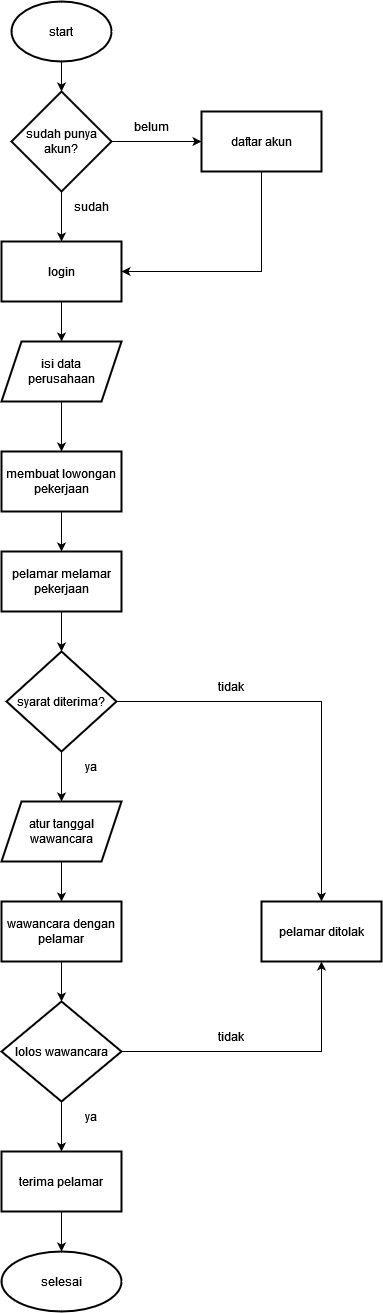 start
sudah punya
akun?
belum
daftar akun
sudah
login
isi data
perusahaan
membuat lowongan
pekerjaan
pelamar melamar
pekerjaan
syarat diterima?
tidak
ya
atur tanggal
wawancara
wawancara dengan
pelamar
pelamar ditolak
lolos wawancara
tidak
ya
terima pelamar
selesai